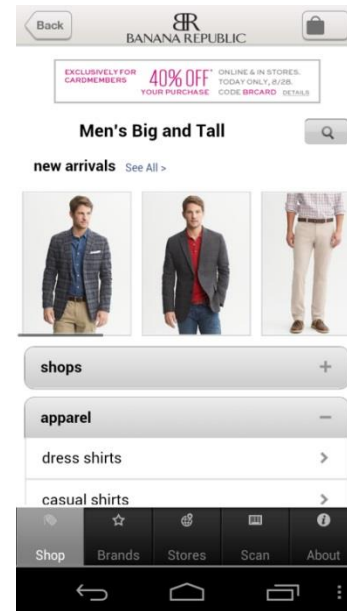 Back
BR
BANANA REPUBLIC
EXCLUSIVELY FOR CARDMEMBERS
40% OFF*
YOUR PURCHASE
ONLINE & IN STORES.
TODAY ONLY, 8/28.
CODE BRCARD DETAILS
Men's Big and Tall
new arrivals See All >
shops +
apparel –
dress shirts >
casual shirts >
Shop Brands Stores Scan About